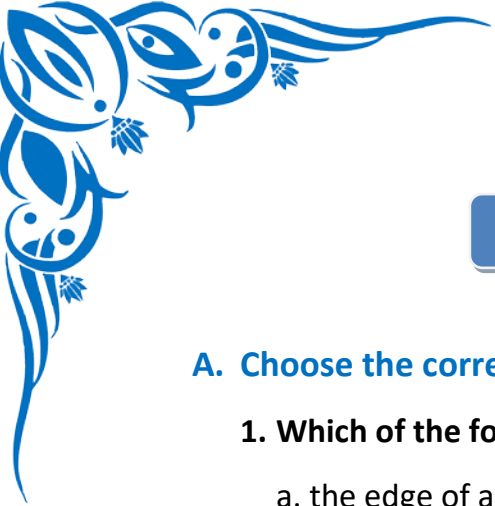 A. Choose the corre
1. Which of the fo
a. the edge of a